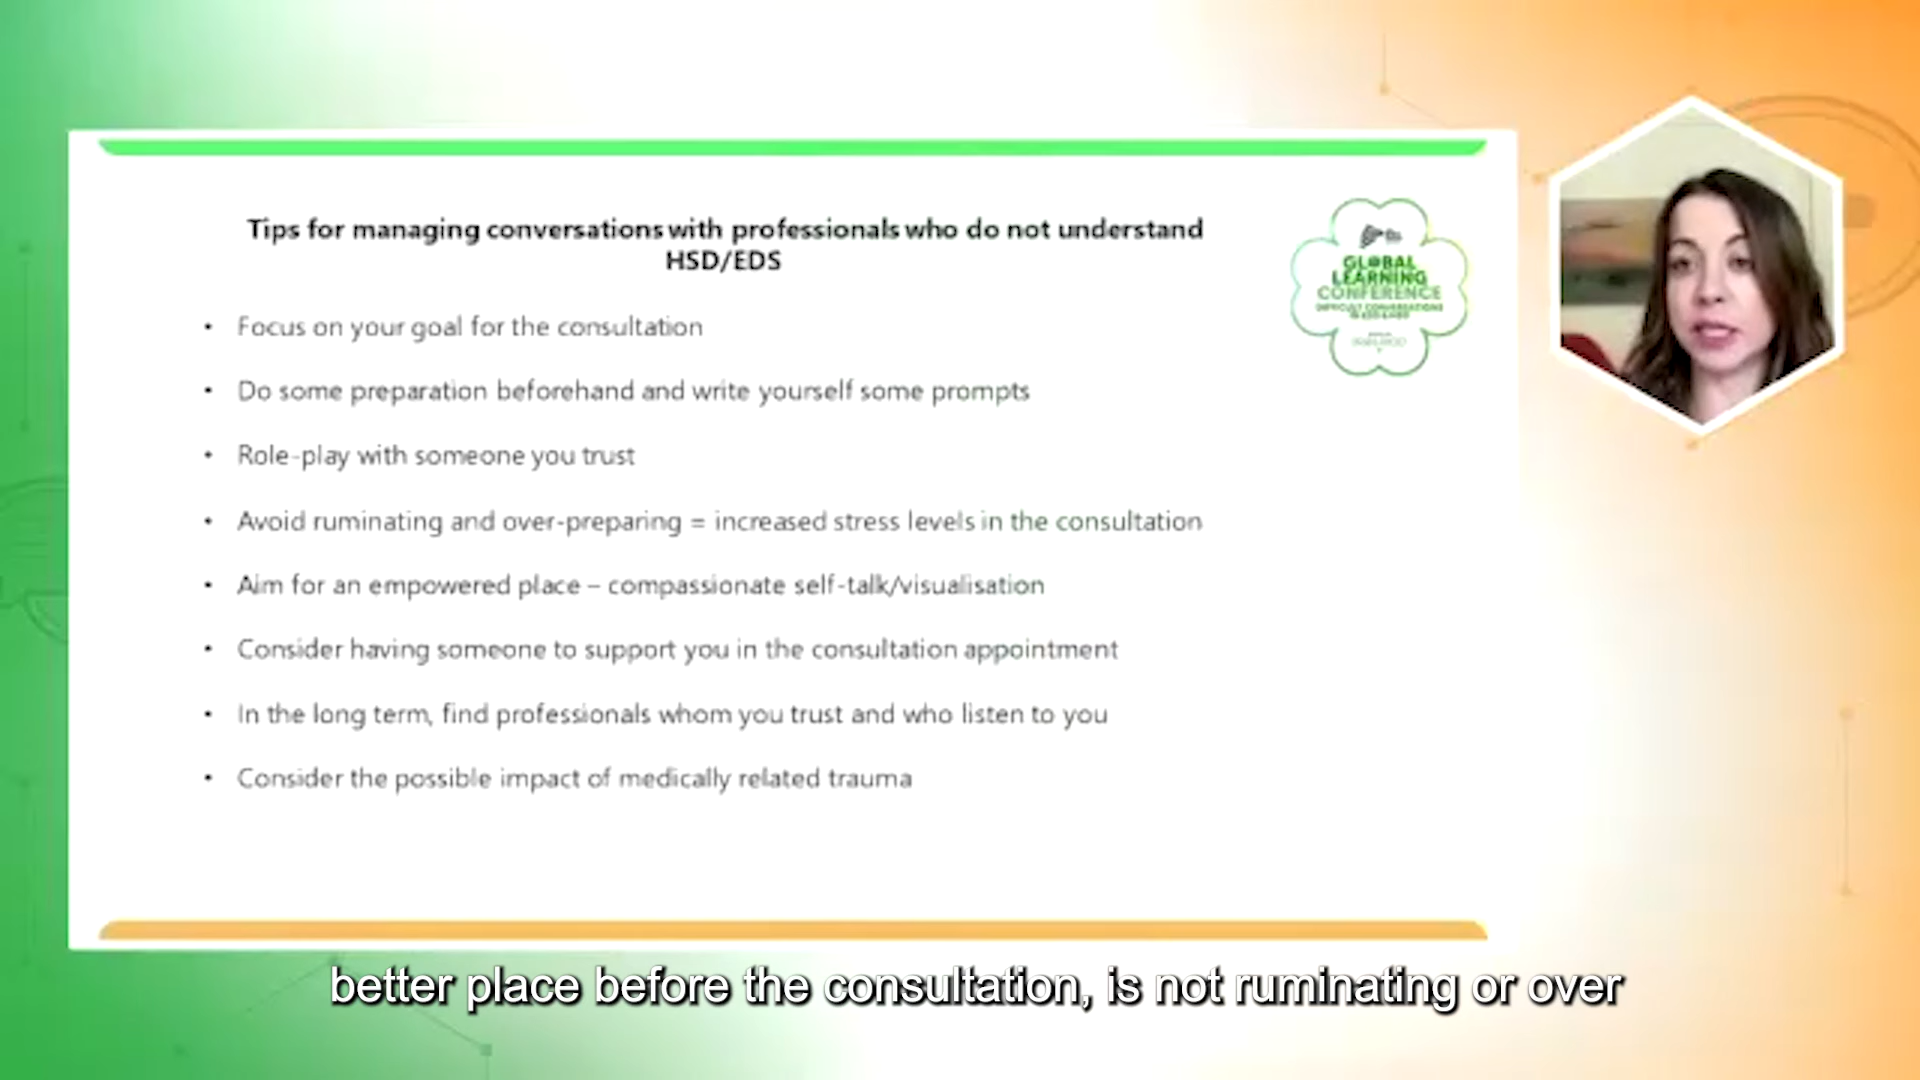 Tips for managing conversations with professionals who do not understand
HSD/EDS
• Focus on your goal for the consultation
• Do some preparation beforehand and write yourself some prompts
• Role-play with someone you trust
• Avoid ruminating and over-preparing = increased stress levels in the consultation
• Aim for an empowered place – compassionate self-talk/visualisation
• Consider having someone to support you in the consultation appointment
• In the long term, find professionals whom you trust and who listen to you
• Consider the possible impact of medically related trauma
GLOBAL
LEARNING
CONFERENCE
DIFFICULT CONVERSATIONS
better place before the consultation, is not ruminating or over